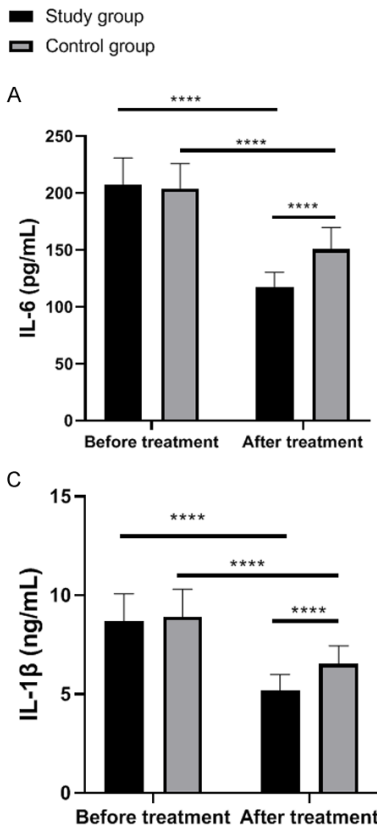 Study group
Control group
A
****
****
****
IL-6 (pg/mL)
250
200
150
100
50
0
Before treatment After treatment
C
****
****
****
IL-1β (ng/mL)
15
10
5
0
Before treatment After treatment